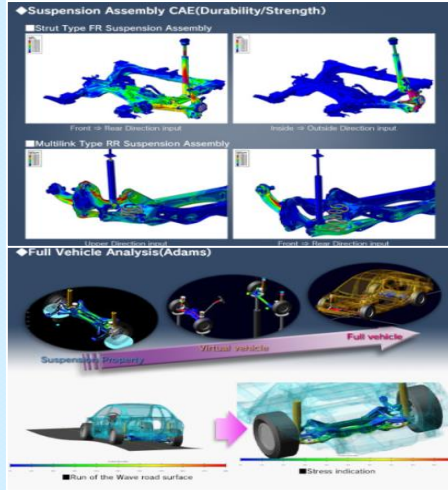 ◆Suspension Assembly CAE(Durability/Strength)
■Strut Type FR Suspension Assembly
Front ⇒ Rear Direction input
Inside ⇒ Outside Direction input
■Multilink Type RR Suspension Assembly
Upper Direction input
Front ⇒ Rear Direction input
◆Full Vehicle Analysis(Adams)
Suspension Property
Virtual vehicle
Full vehicle
■Run of the Wave road surface
■Stress indication